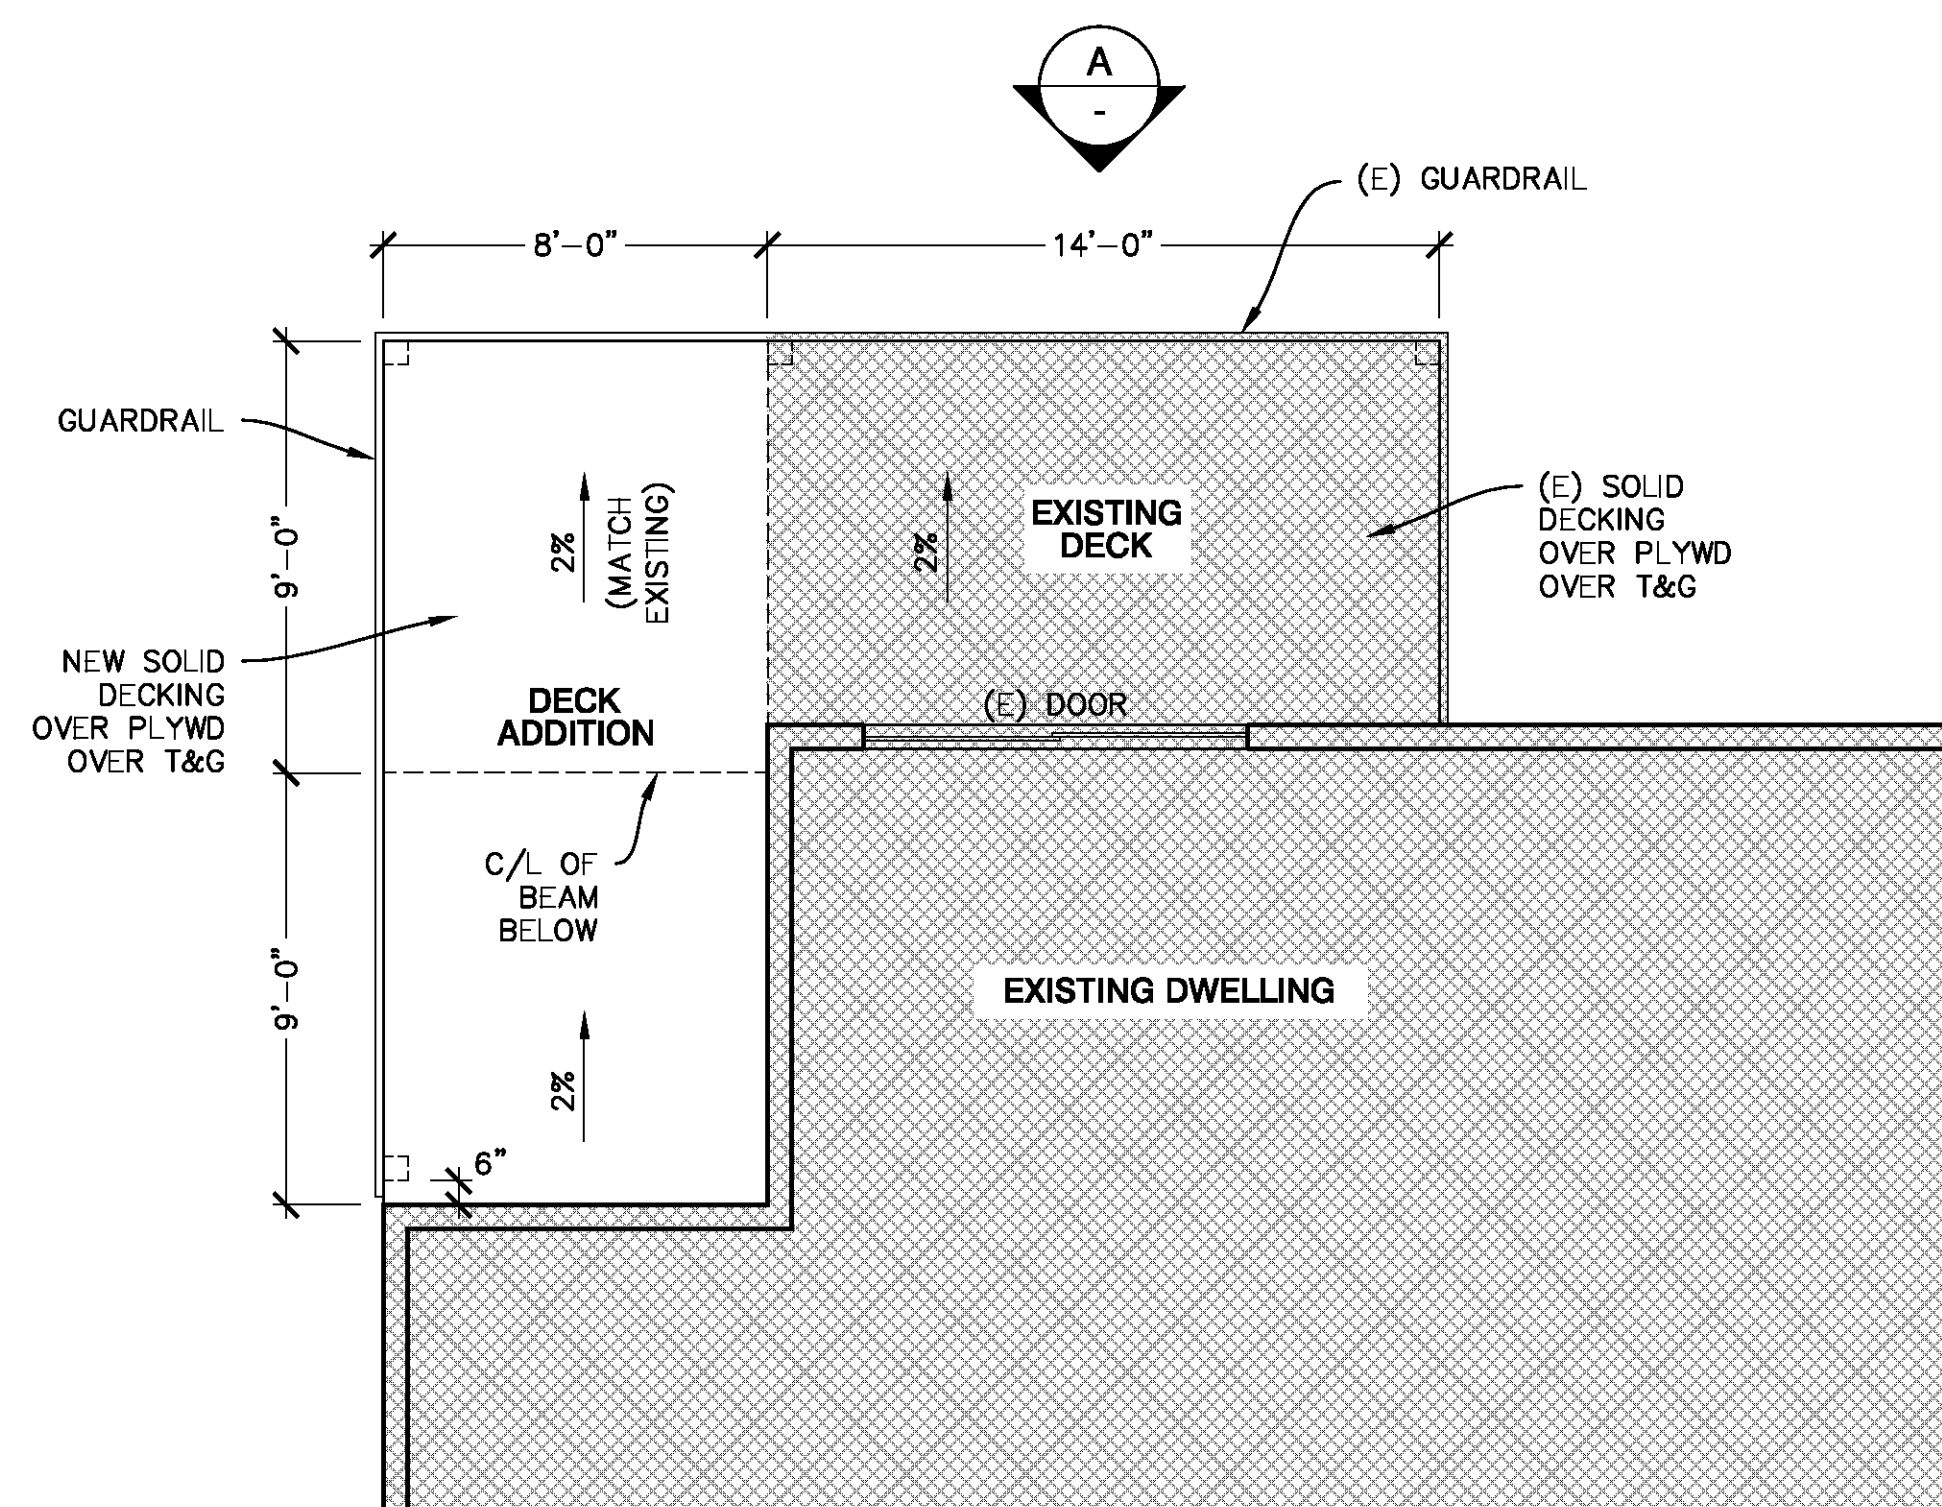 A
-
(E) GUARDRAIL
8'-0"
14'-0"
GUARDRAIL
9'-0"
2%
(MATCH
EXISTING)
2%
EXISTING
DECK
(E) SOLID
DECKING
OVER PLYWD
OVER T&G
NEW SOLID
DECKING
OVER PLYWD
OVER T&G
DECK
ADDITION
(E) DOOR
C/L OF
BEAM
BELOW
9'-0"
EXISTING DWELLING
2%
6"